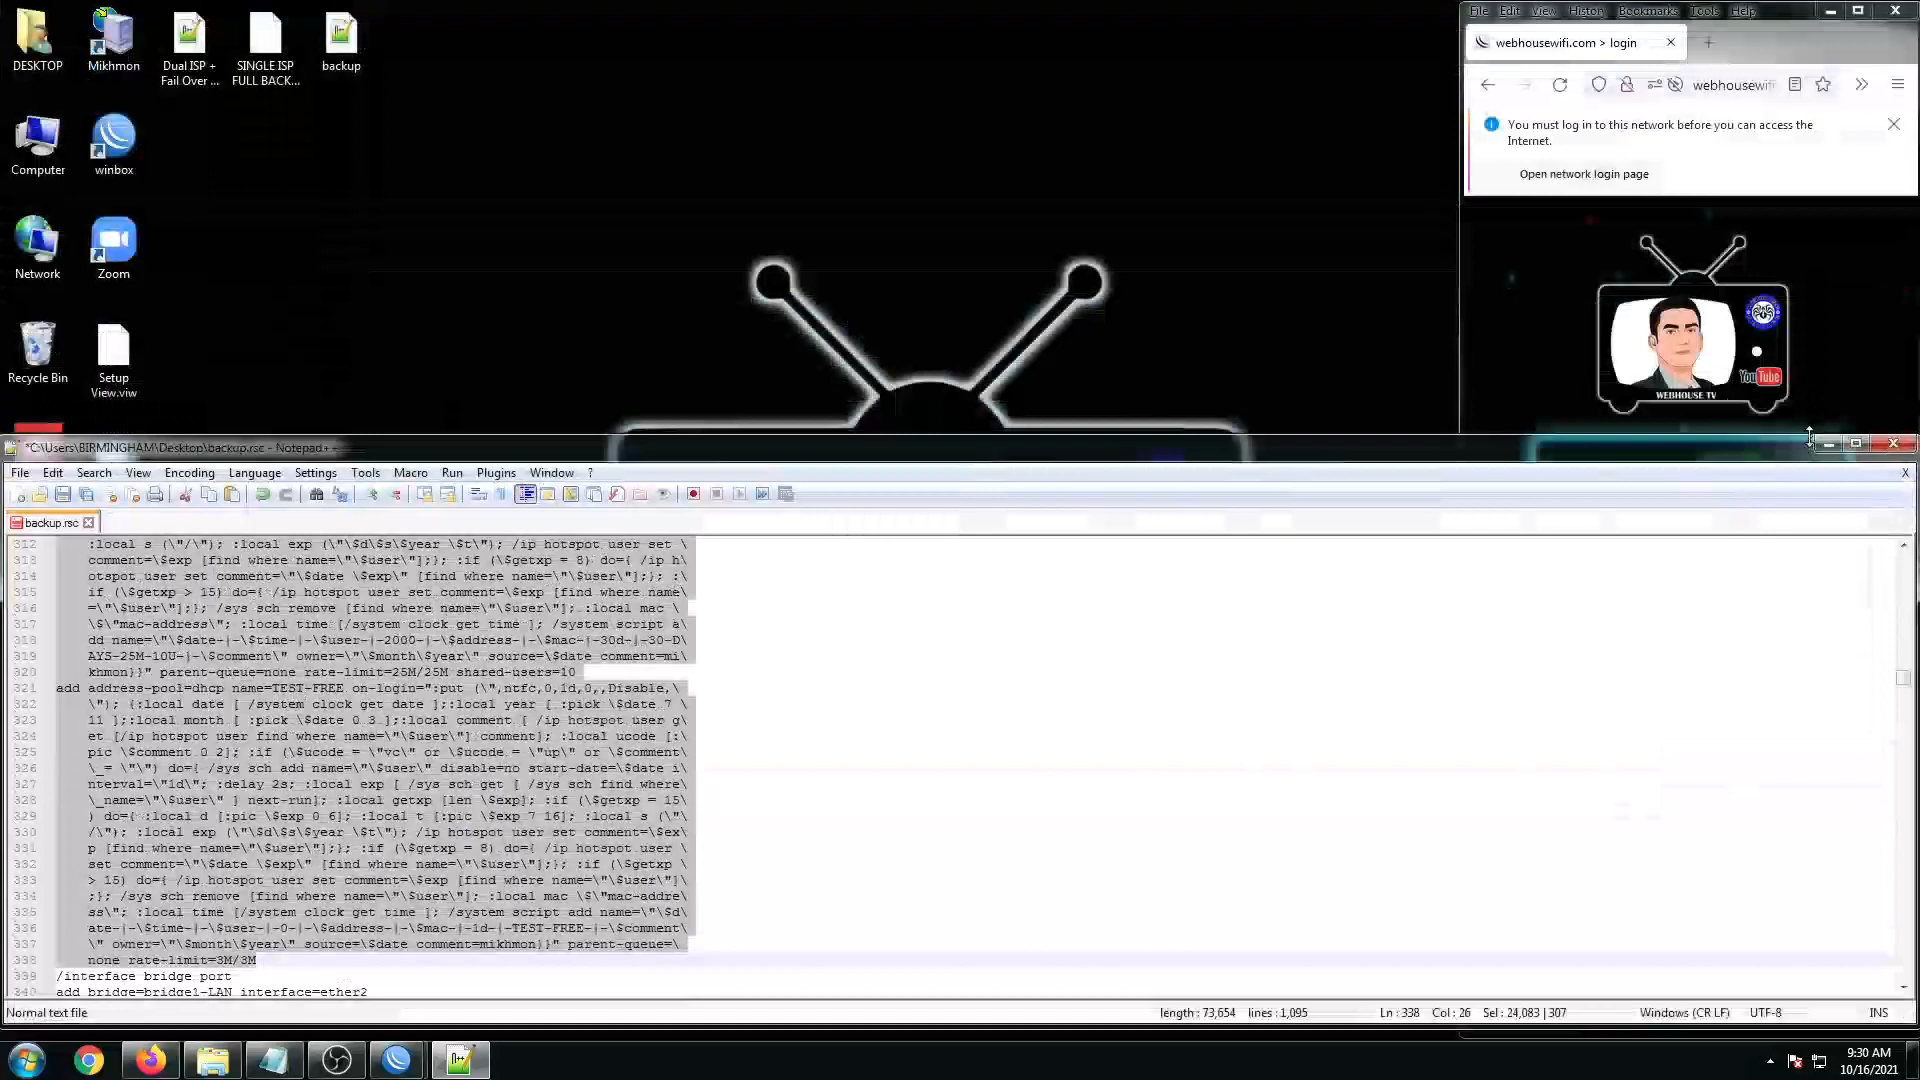 DESKTOP
Mikhmon
Dual ISP +
Fail Over ...
SINGLE ISP
FULL BACK...
backup
Computer
winbox
Network
Zoom
Recycle Bin
Setup
View.viw
File Edit View History Bookmarks Tools Help
webhousewifi.com > login
webhousewifi
You must log in to this network before you can access the
Internet.
Open network login page
YouTube
WEBHOUSE TV
*C:\Users\BIRMINGHAM\Desktop\backup.rsc - Notepad++
File Edit Search View Encoding Language Settings Tools Macro Run Plugins Window ? X
backup.rsc
312 :local s (\"/\"); :local exp (\"\$d\$s\$year \$t\"); /ip hotspot user set \
313 comment=\$exp [find where name=\"\$user\"];}; :if (\$getxp = 8) do={ /ip h\
314 otspot user set comment=\"\$date \$exp\" [find where name=\"\$user\"];}; :\
315 if (\$getxp > 15) do={ /ip hotspot user set comment=\$exp [find where name\
316 =\"\$user\"];}; /sys sch remove [find where name=\"\$user\"]; :local mac \
317 \$\"mac-address\"; :local time [/system clock get time ]; /system script a\
318 dd name=\"\$date-|-\$time-|-\$user-|-2000-|-\$address-|-\$mac-|-30d-|-30-D\
319 AYS-25M-10U-|-\$comment\" owner=\"\$month\$year\" source=\$date comment=mi\
320 khmon}}" parent-queue=none rate-limit=25M/25M shared-users=10
321 add address-pool=dhcp name=TEST-FREE on-login=":put (\",ntfc,0,1d,0,,Disable,\
322 \"); {:local date [ /system clock get date ];:local year [ :pick \$date 7 \
323 11 ];:local month [ :pick \$date 0 3 ];:local comment [ /ip hotspot user g\
324 et [/ip hotspot user find where name=\"\$user\"] comment]; :local ucode [:\
325 pic \$comment 0 2]; :if (\$ucode = \"vc\" or \$ucode = \"up\" or \$comment\
326 \_= \"\") do={ /sys sch add name=\"\$user\" disable=no start-date=\$date i\
327 nterval=\"1d\"; :delay 2s; :local exp [ /sys sch get [ /sys sch find where\
328 \_name=\"\$user\" ] next-run]; :local getxp [len \$exp]; :if (\$getxp = 15\
329 ) do={ :local d [:pic \$exp 0 6]; :local t [:pic \$exp 7 16]; :local s (\"\
330 /\"); :local exp (\"\$d\$s\$year \$t\"); /ip hotspot user set comment=\$ex\
331 p [find where name=\"\$user\"];}; :if (\$getxp = 8) do={ /ip hotspot user \
332 set comment=\"\$date \$exp\" [find where name=\"\$user\"];}; :if (\$getxp \
333 > 15) do={ /ip hotspot user set comment=\$exp [find where name=\"\$user\"]\
334 ;}; /sys sch remove [find where name=\"\$user\"]; :local mac \$\"mac-addre\
335 ss\"; :local time [/system clock get time ]; /system script add name=\"\$d\
336 ate-|-\$time-|-\$user-|-0-|-\$address-|-\$mac-|-1d-|-TEST-FREE-|-\$comment\
337 \" owner=\"\$month\$year\" source=\$date comment=mikhmon}}" parent-queue=\
338 none rate-limit=3M/3M
339 /interface bridge port
340 add bridge=bridge1-LAN interface=ether2
Normal text file length : 73,654 lines : 1,095 Ln : 338 Col : 26 Sel : 24,083 | 307 Windows (CR LF) UTF-8 INS
9:30 AM
10/16/2021